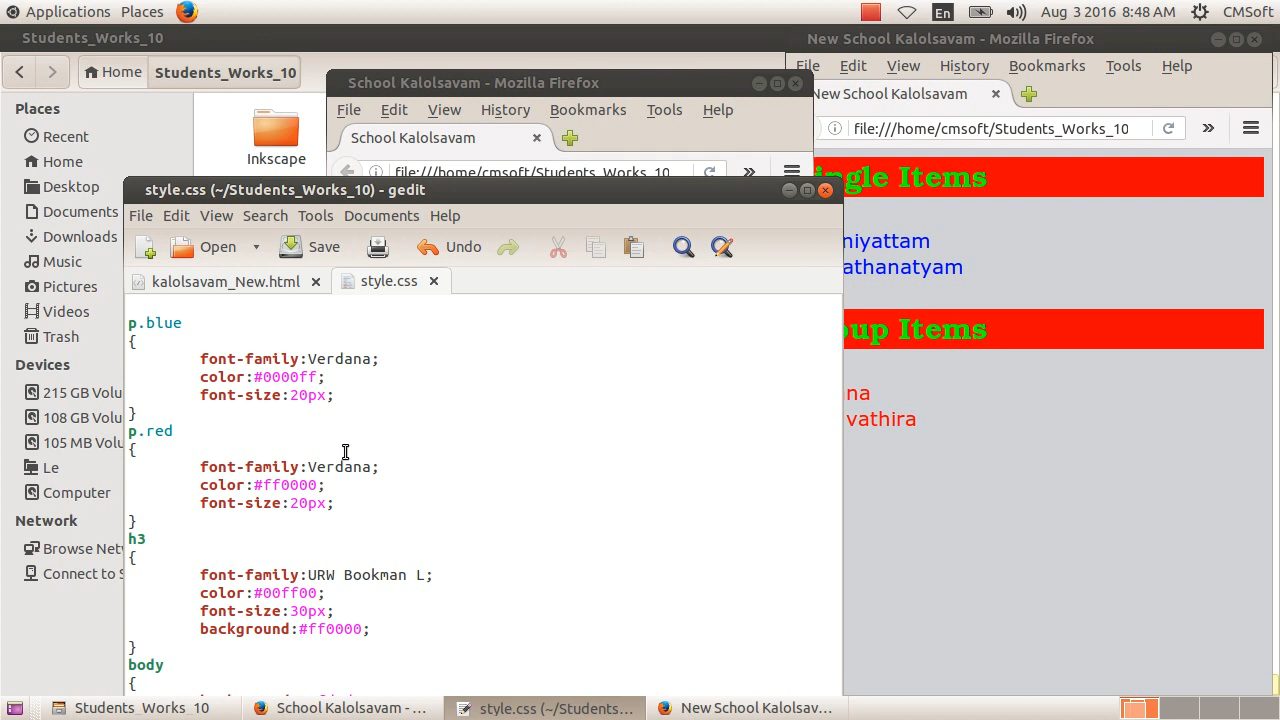 Applications Places En Aug 3 2016 8:48 AM CMSoft
Students_Works_10
New School Kalolsavam - Mozilla Firefox
Home Students_Works_10
File Edit View History Bookmarks Tools Help
New School Kalolsavam
file:///home/cmsoft/Students_Works_10
Places
Recent
Home
Desktop
Documents
Downloads
Music
Pictures
Videos
Trash
Devices
215 GB Volu
108 GB Volu
105 MB Volu
Le
Computer
Network
Browse Net
Connect to S
Inkscape
School Kalolsavam - Mozilla Firefox
File Edit View History Bookmarks Tools Help
School Kalolsavam
file:///home/cmsoft/Students_Works_10
style.css (~/Students_Works_10) - gedit
File Edit View Search Tools Documents Help
Open Save Undo
kalolsavam_New.html style.css
p.blue
{
font-family:Verdana;
color:#0000ff;
font-size:20px;
}
p.red
{
font-family:Verdana;
color:#ff0000;
font-size:20px;
}
h3
{
font-family:URW Bookman L;
color:#00ff00;
font-size:30px;
background:#ff0000;
}
body
{
ngle Items
niyattam
athanatyam
oup Items
na
vathira
Students_Works_10 School Kalolsavam - ... style.css (~/Students... New School Kalolsav...